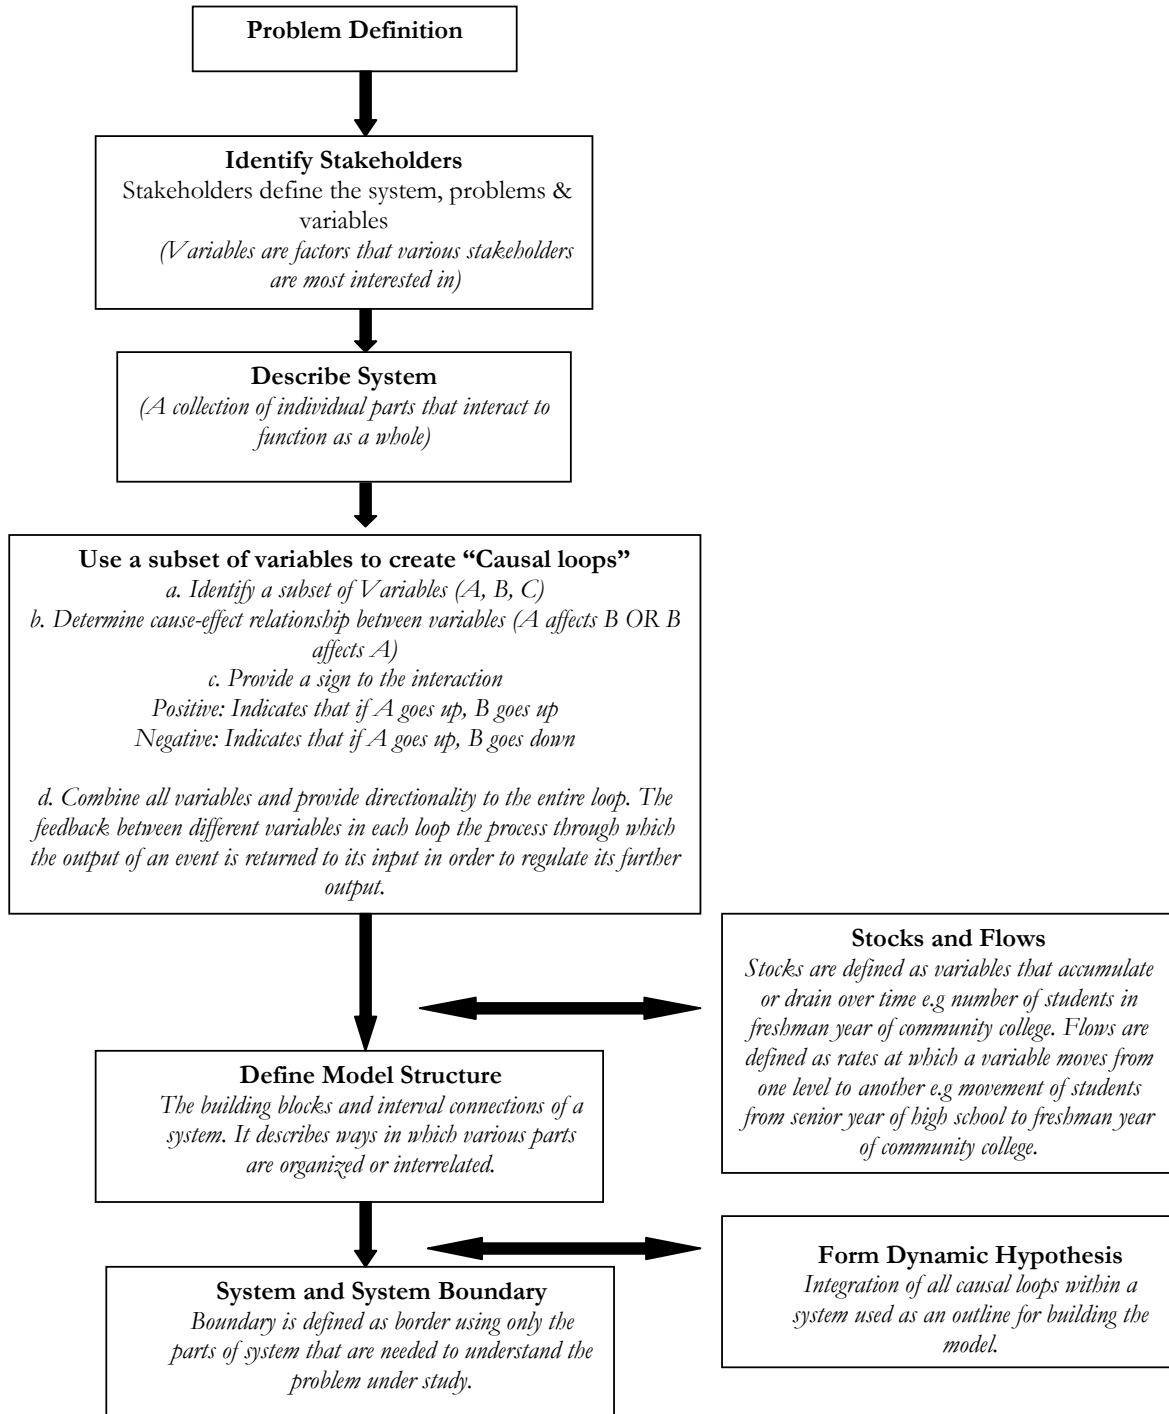 Problem Definition
Identify Stakeholders
Stakeholders define the system, problems &
variables
(Variables are factors that various stakeholders
are most interested in)
Describe System
(A collection of individual parts that interact to
function as a whole)
Use a subset of variables to create “Causal loops”
a. Identify a subset of Variables (A, B, C)
b. Determine cause-effect relationship between variables (A affects B OR B
affects A)
c. Provide a sign to the interaction
Positive: Indicates that if A goes up, B goes up
Negative: Indicates that if A goes up, B goes down
d. Combine all variables and provide directionality to the entire loop. The
feedback between different variables in each loop the process through which
the output of an event is returned to its input in order to regulate its further
output.
Stocks and Flows
Stocks are defined as variables that accumulate
or drain over time e.g number of students in
freshman year of community college. Flows are
defined as rates at which a variable moves from
one level to another e.g movement of students
from senior year of high school to freshman year
of community college.
Define Model Structure
The building blocks and interval connections of a
system. It describes ways in which various parts
are organized or interrelated.
Form Dynamic Hypothesis
Integration of all causal loops within a
system used as an outline for building the
model.
System and System Boundary
Boundary is defined as border using only the
parts of system that are needed to understand the
problem under study.